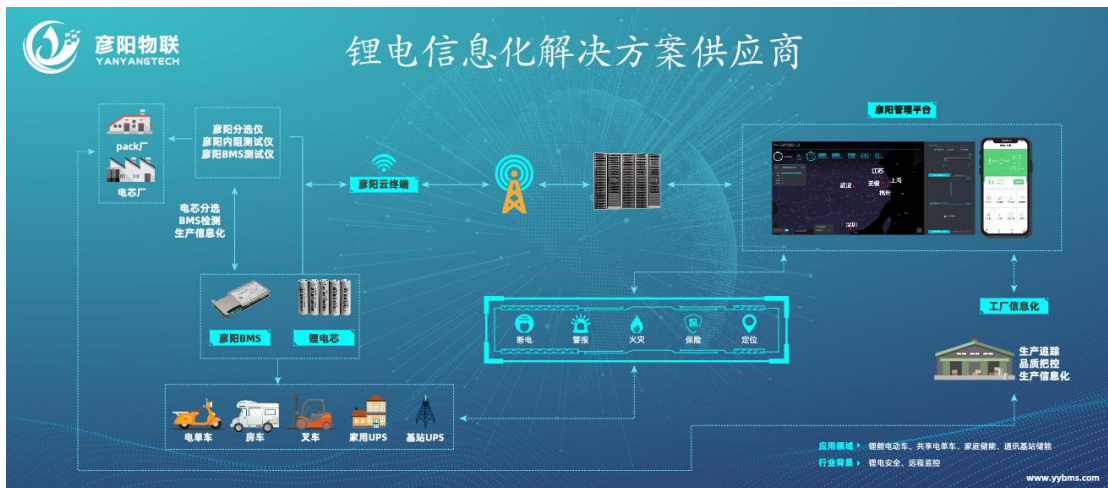 彦阳物联
YANYANGTECH
锂电信息化解决方案供应商
彦阳管理平台
pack厂
电芯厂
彦阳分选仪
彦阳内阻测试仪
彦阳BMS测试仪
彦阳云终端
江苏
武汉
无锡
上海
杭州
深圳
电芯分选
BMS检测
生产信息化
彦阳BMS
锂电芯
断电
警报
火灾
保险
定位
工厂信息化
生产追踪
品质把控
生产信息化
电单车
房车
叉车
家用UPS
基站UPS
应用领域
锂能电动车、共享电单车、家庭储能、通讯基站储能
行业背景
锂电安全、远程监控
www.yybms.com